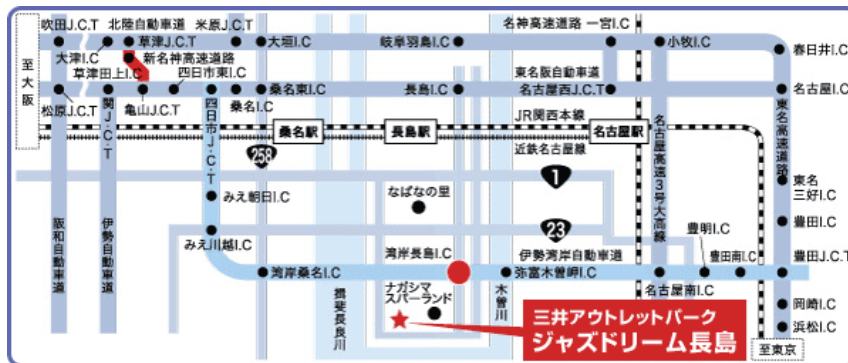 吹田J.C.T
北陸自動車道
米原J.C.T
名神高速道路 一宮I.C
大津I.C
草津J.C.T
大垣I.C
岐阜羽島I.C
小牧I.C
春日井I.C
新名神高速道路
草津田上I.C
四日市東I.C
東名阪自動車道
至大阪
松原J.C.T
関J・C・T
亀山J.C.T
四日市J・C・T
桑名I.C
桑名東I.C
長島I.C
名古屋西J.C.T
名古屋I.C
JR関西本線
桑名駅
長島駅
名古屋駅
近鉄名古屋線
名古屋高速3号大高線
東名高速道路
258
1
東名
三好I.C
みえ朝日I.C
なばなの里
23
豊田I.C
みえ川越I.C
豊明I.C
阪和自動車道
伊勢自動車道
湾岸長島I.C
伊勢湾岸自動車道
豊田南I.C
豊田J.C.T
湾岸桑名I.C
弥富木曽岬I.C
名古屋南I.C
揖斐長良川
ナガシマ
スパーランド
木曽川
岡崎I.C
三井アウトレットパーク
ジャズドリーム長島
浜松I.C
至東京